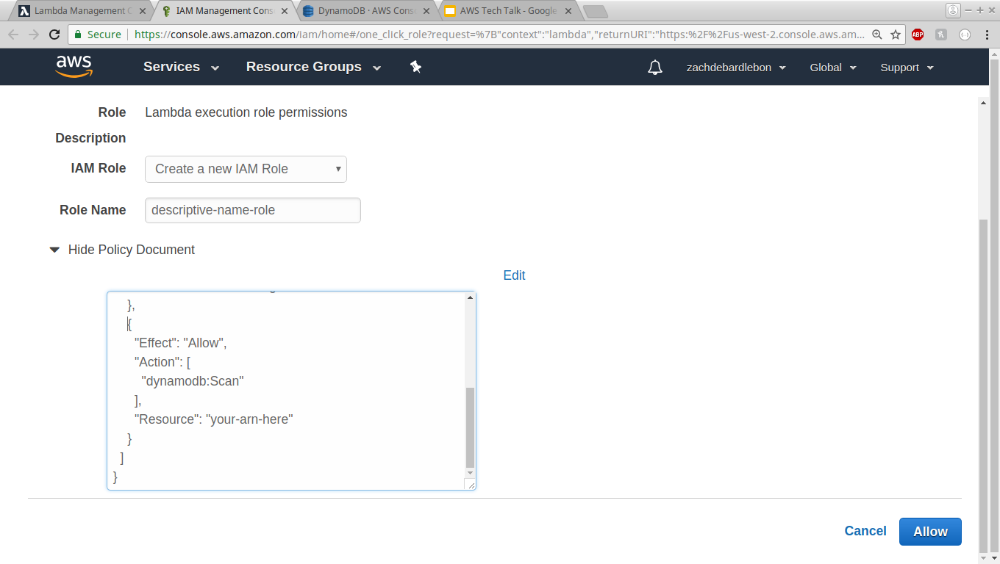 Lambda Management C
IAM Management Cons
DynamoDB · AWS Conso
AWS Tech Talk - Google
Secure
https://console.aws.amazon.com/iam/home#/one_click_role?request=%7B"context":"lambda","returnURI":"https:%2F%2Fus-west-2.console.aws.am...
ABP
aws
Services
Resource Groups
zachdebardlebon
Global
Support
Role
Lambda execution role permissions
Description
IAM Role
Create a new IAM Role
Role Name
descriptive-name-role
Hide Policy Document
Edit
},
{
"Effect": "Allow",
"Action": [
"dynamodb:Scan"
],
"Resource": "your-arn-here"
}
]
}
Cancel
Allow